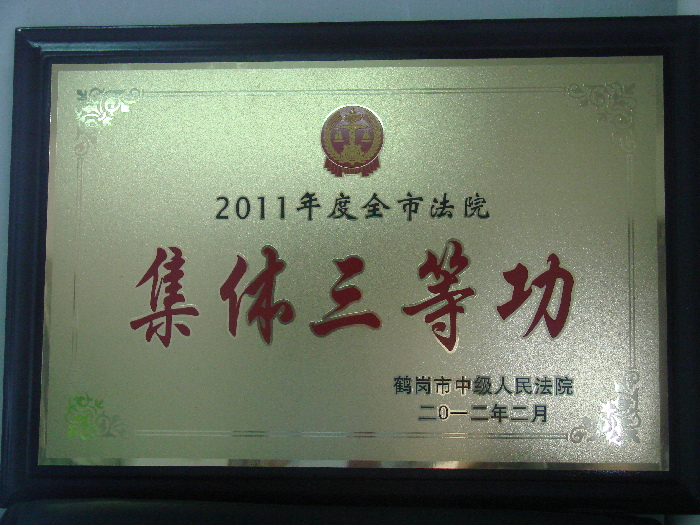 2011年度全市法院
集体三等功
鹤岗市中级人民法院
二0一二年二月